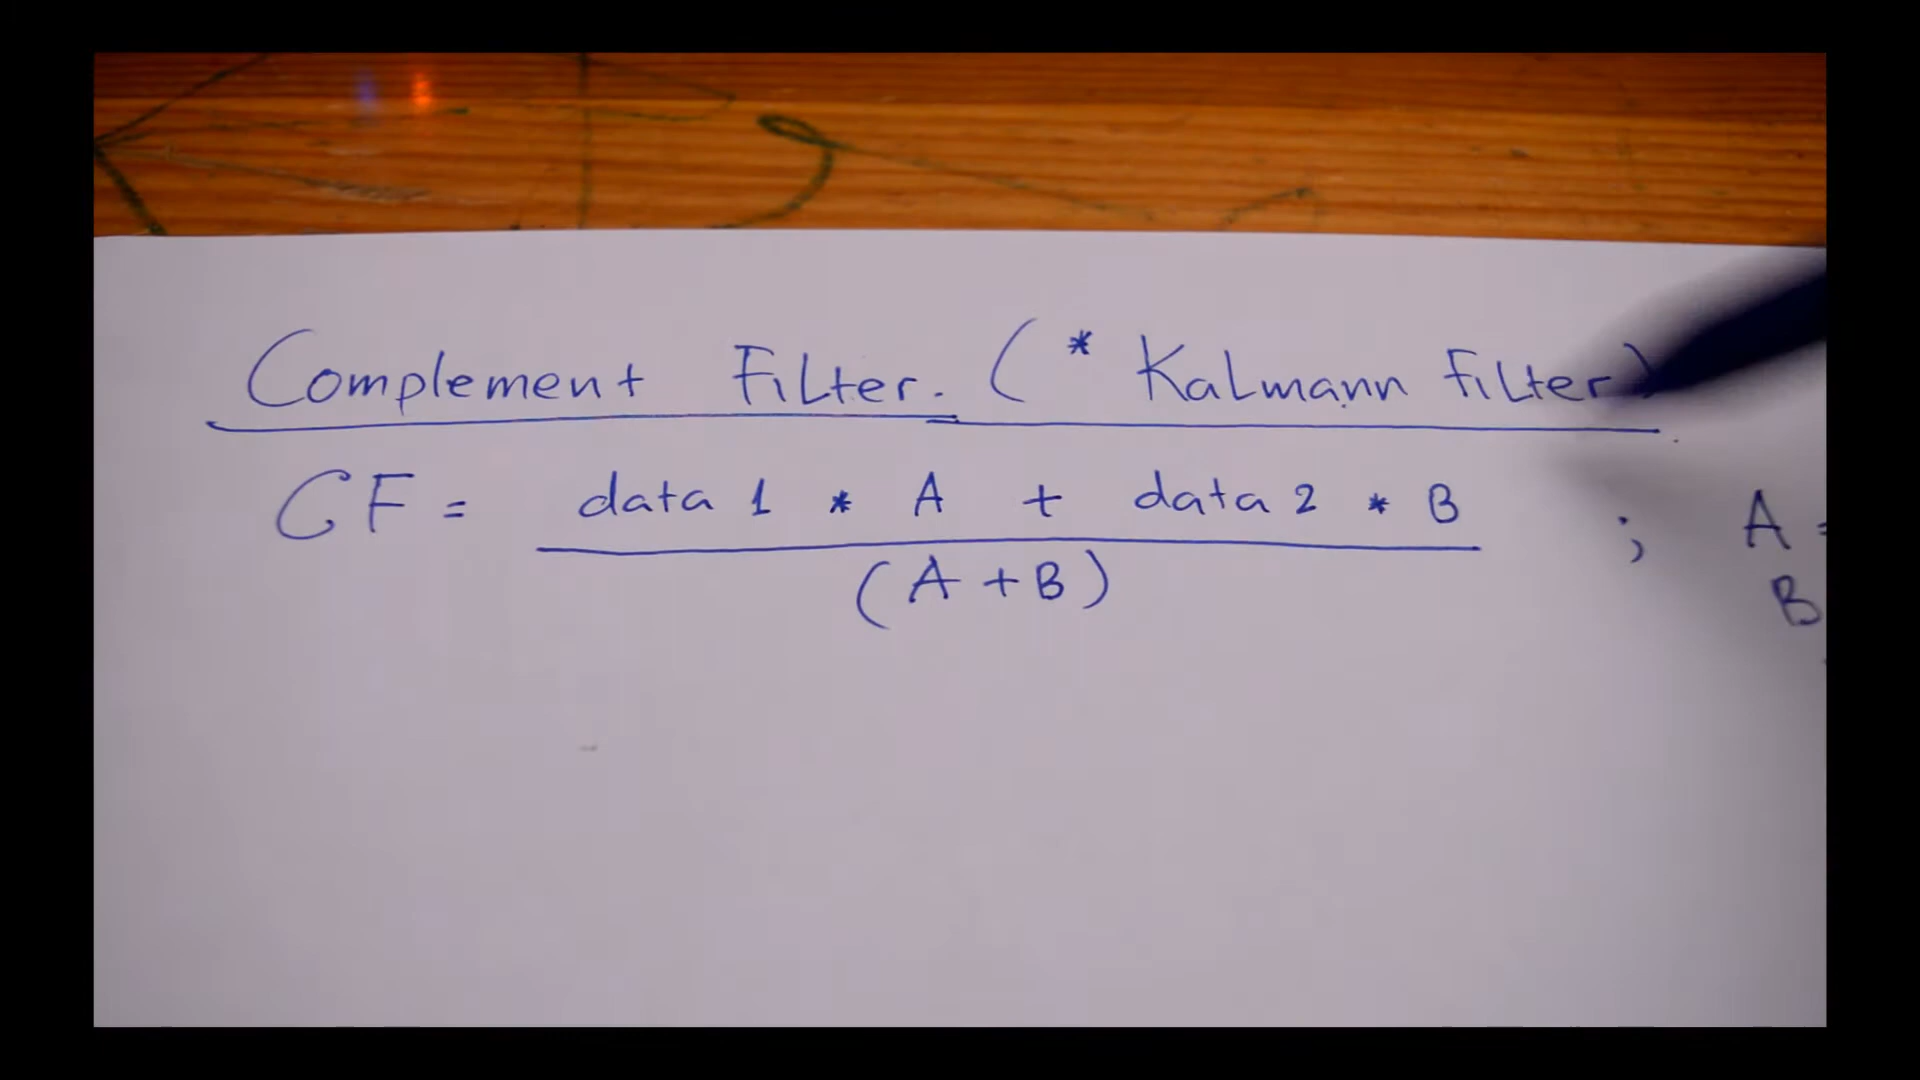 Complement Filter. (* Kalmann filter)
CF = data 1 * A + data 2 * B ; A =
(A + B) B